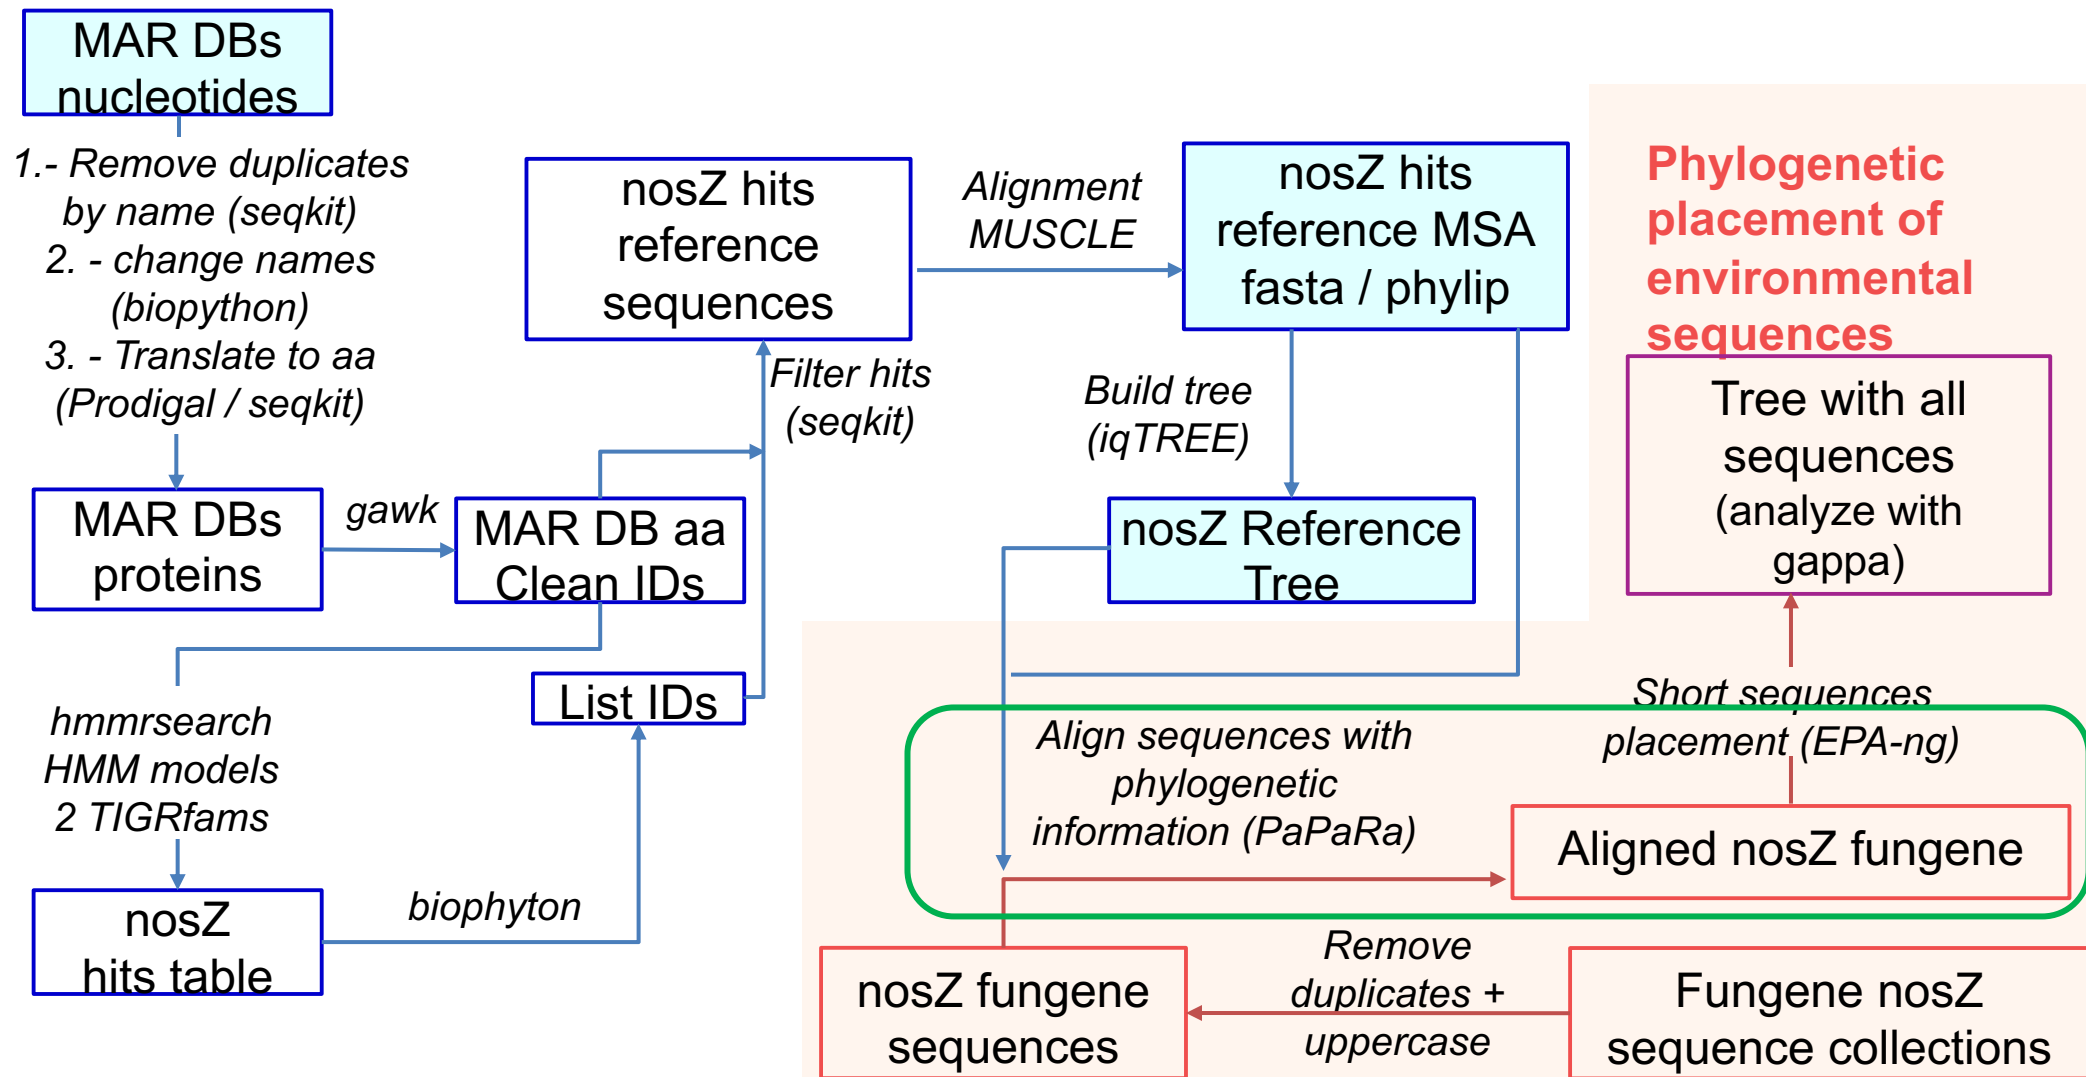 MAR DBs
nucleotides
1.- Remove duplicates
by name (seqkit)
2. - change names
(biopython)
3. - Translate to aa
(Prodigal / seqkit)
MAR DBs
proteins
gawk
MAR DB aa
Clean IDs
hmmrsearch
HMM models
2 TIGRfams
nosZ
hits table
biophyton
List IDs
Filter hits
(seqkit)
nosZ hits
reference
sequences
Alignment
MUSCLE
nosZ hits
reference MSA
fasta / phylip
Build tree
(iqTREE)
nosZ Reference
Tree
Phylogenetic
placement of
environmental
sequences
Tree with all
sequences
(analyze with
gappa)
Short sequences
placement (EPA-ng)
Align sequences with
phylogenetic
information (PaPaRa)
Aligned nosZ fungene
nosZ fungene
sequences
Remove
duplicates +
uppercase
Fungene nosZ
sequence collections